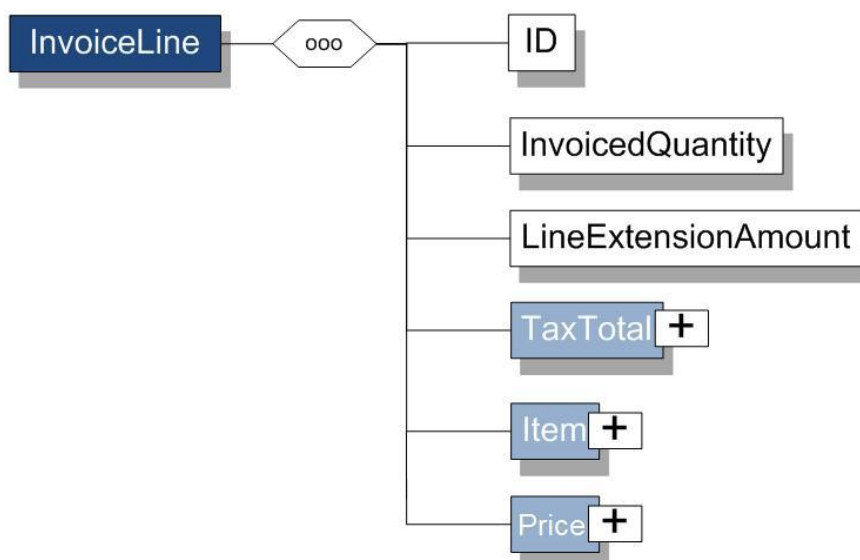 InvoiceLine
ooo
ID
InvoicedQuantity
LineExtensionAmount
TaxTotal +
Item +
Price +